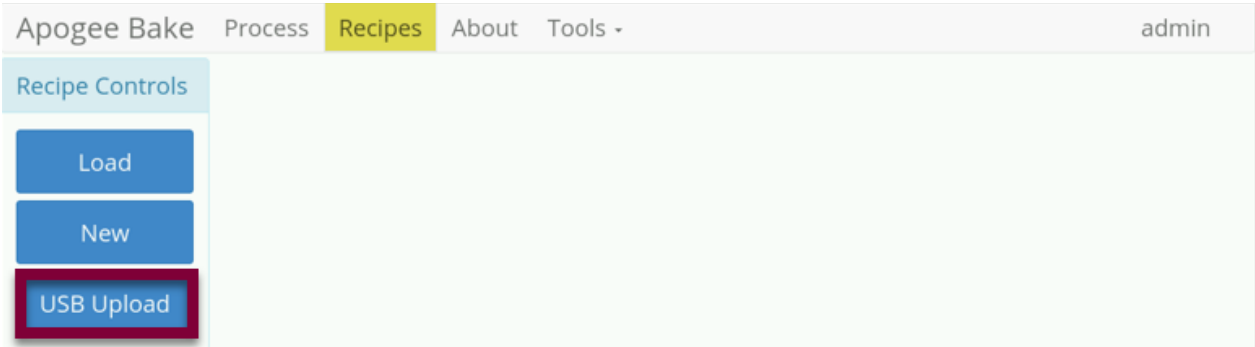 Apogee Bake Process Recipes About Tools admin
Recipe Controls
Load
New
USB Upload